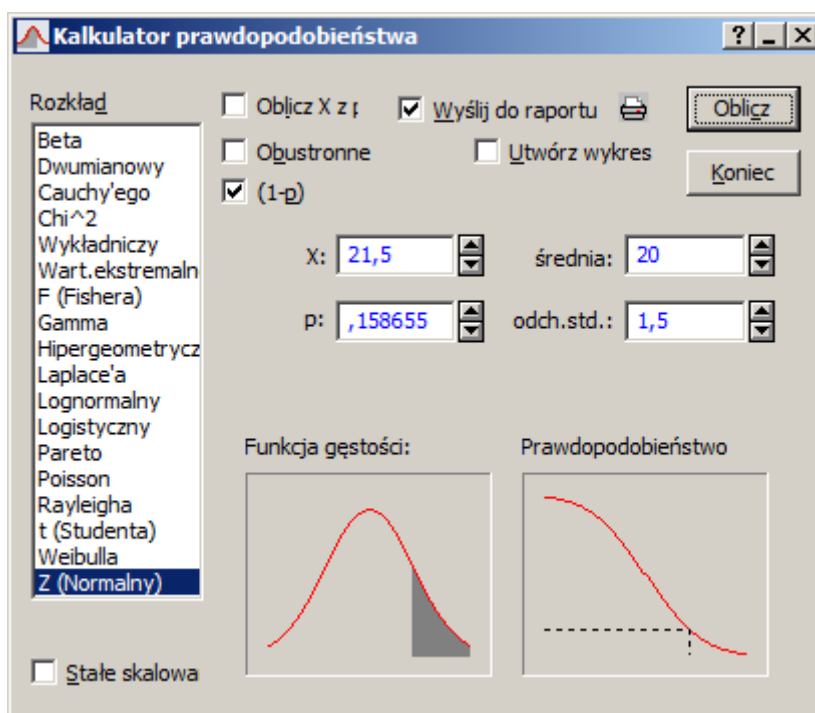 Kalkulator prawdopodobieństwa
Rozkład
Beta
Dwumianowy
Cauchy'ego
Chi^2
Wykładniczy
Wart.ekstremaln
F (Fishera)
Gamma
Hipergeometrycz
Laplace'a
Lognormalny
Logistyczny
Pareto
Poisson
Rayleigha
t (Studenta)
Weibulla
Z (Normalny)
Stałe skalowa
Oblicz X z p
Wyślij do raportu
Obustronne
Utwórz wykres
(1-p)
Oblicz
Koniec
X: 21,5
średnia: 20
p: ,158655
odch.std.: 1,5
Funkcja gęstości:
Prawdopodobieństwo